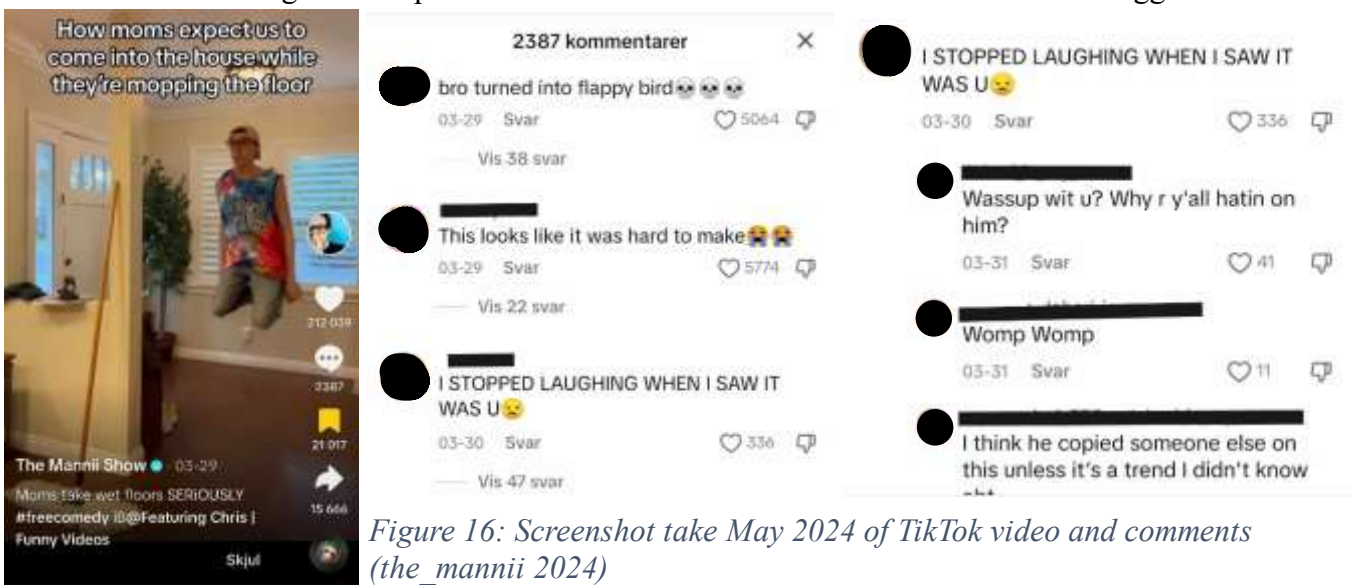 How moms expect us to
come into the house while
they're mopping the floor
212 039
2387
21 017
15 666
The Mannii Show 03-29
Moms take wet floors SERIOUSLY
#freecomedy @Featuring Chris |
Funny Videos
Skjul
2387 kommentarer
bro turned into flappy bird💀💀💀
03-29 Svar 5064
Vis 38 svar
This looks like it was hard to make😭😭
03-29 Svar 5774
Vis 22 svar
I STOPPED LAUGHING WHEN I SAW IT
WAS U😒
03-30 Svar 336
Vis 47 svar
I STOPPED LAUGHING WHEN I SAW IT
WAS U😒
03-30 Svar 336
Wassup wit u? Why r y'all hatin on
him?
03-31 Svar 41
Womp Womp
03-31 Svar 11
I think he copied someone else on
this unless it's a trend I didn't know
Figure 16: Screenshot take May 2024 of TikTok video and comments
(the_mannii 2024)